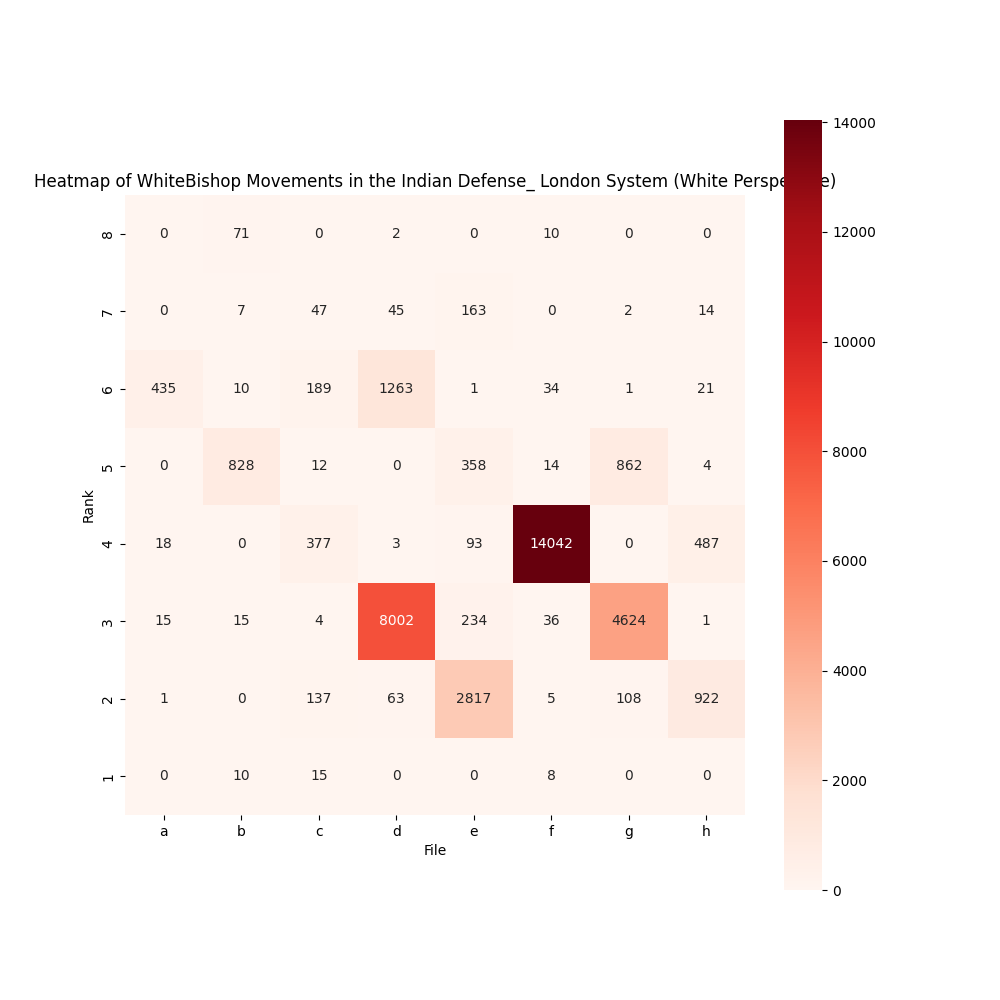 Heatmap of WhiteBishop Movements in the Indian Defense_ London System (White Perspective)
8 0 71 0 2 0 10 0 0
7 0 7 47 45 163 0 2 14
6 435 10 189 1263 1 34 1 21
5 0 828 12 0 358 14 862 4
Rank
4 18 0 377 3 93 14042 0 487
3 15 15 4 8002 234 36 4624 1
2 1 0 137 63 2817 5 108 922
1 0 10 15 0 0 8 0 0
a b c d e f g h
File
14000
12000
10000
8000
6000
4000
2000
0